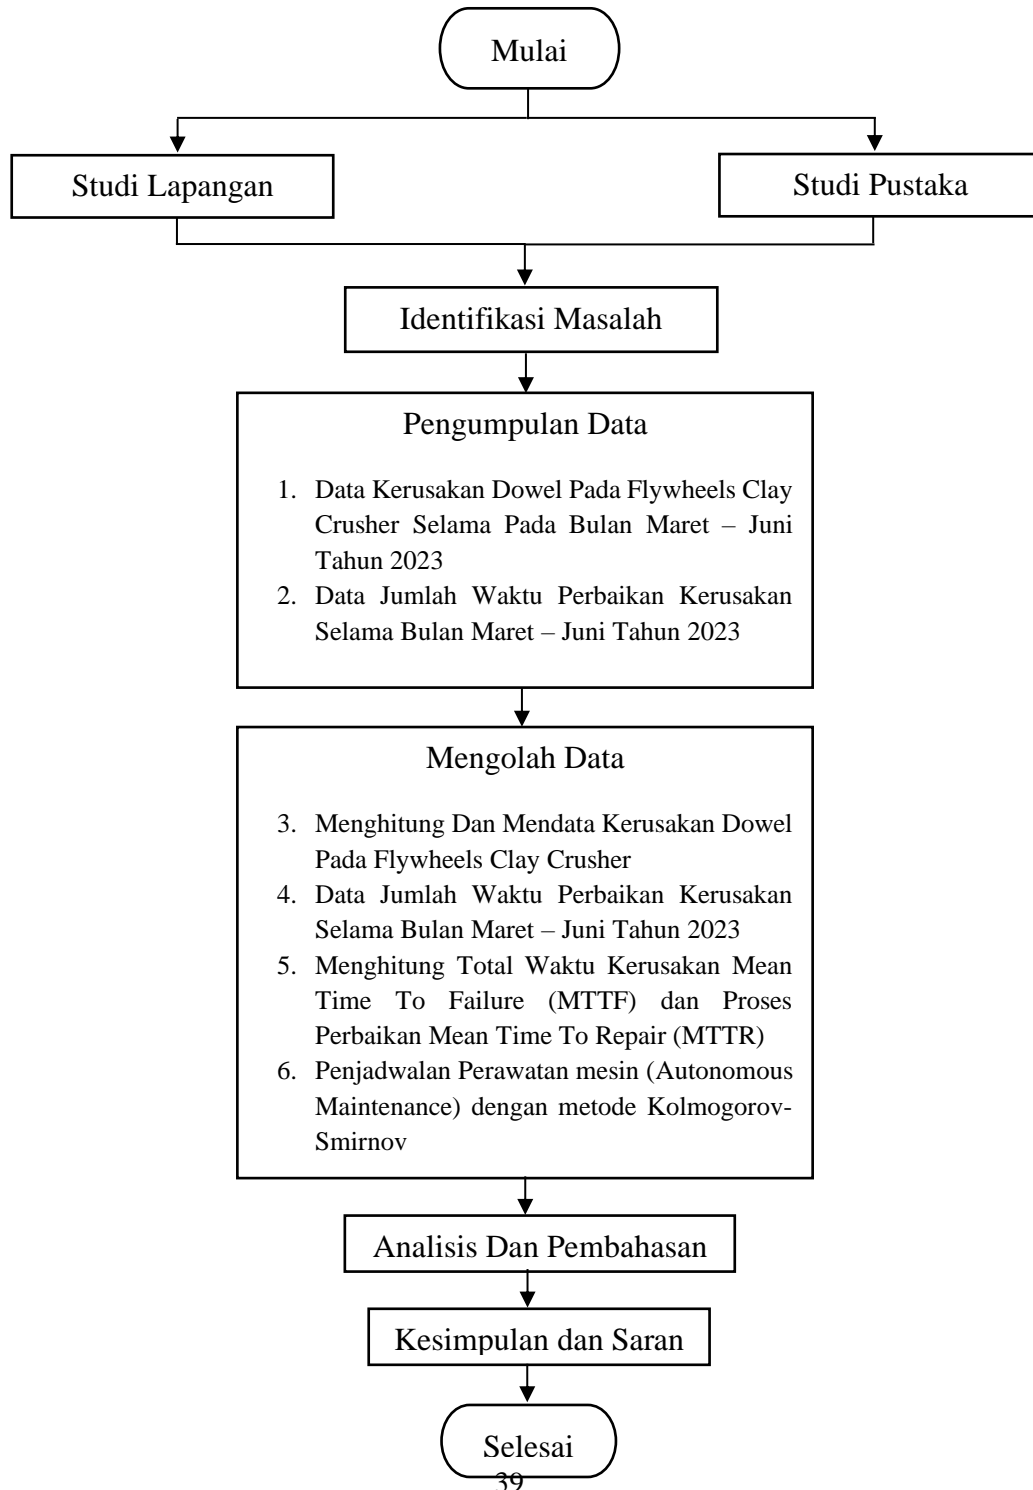 Mulai
Studi Lapangan
Studi Pustaka
Identifikasi Masalah
Pengumpulan Data
1. Data Kerusakan Dowel Pada Flywheels Clay
Crusher Selama Pada Bulan Maret – Juni
Tahun 2023
2. Data Jumlah Waktu Perbaikan Kerusakan
Selama Bulan Maret – Juni Tahun 2023
Mengolah Data
3. Menghitung Dan Mendata Kerusakan Dowel
Pada Flywheels Clay Crusher
4. Data Jumlah Waktu Perbaikan Kerusakan
Selama Bulan Maret – Juni Tahun 2023
5. Menghitung Total Waktu Kerusakan Mean
Time To Failure (MTTF) dan Proses
Perbaikan Mean Time To Repair (MTTR)
6. Penjadwalan Perawatan mesin (Autonomous
Maintenance) dengan metode Kolmogorov-
Smirnov
Analisis Dan Pembahasan
Kesimpulan dan Saran
Selesai
39